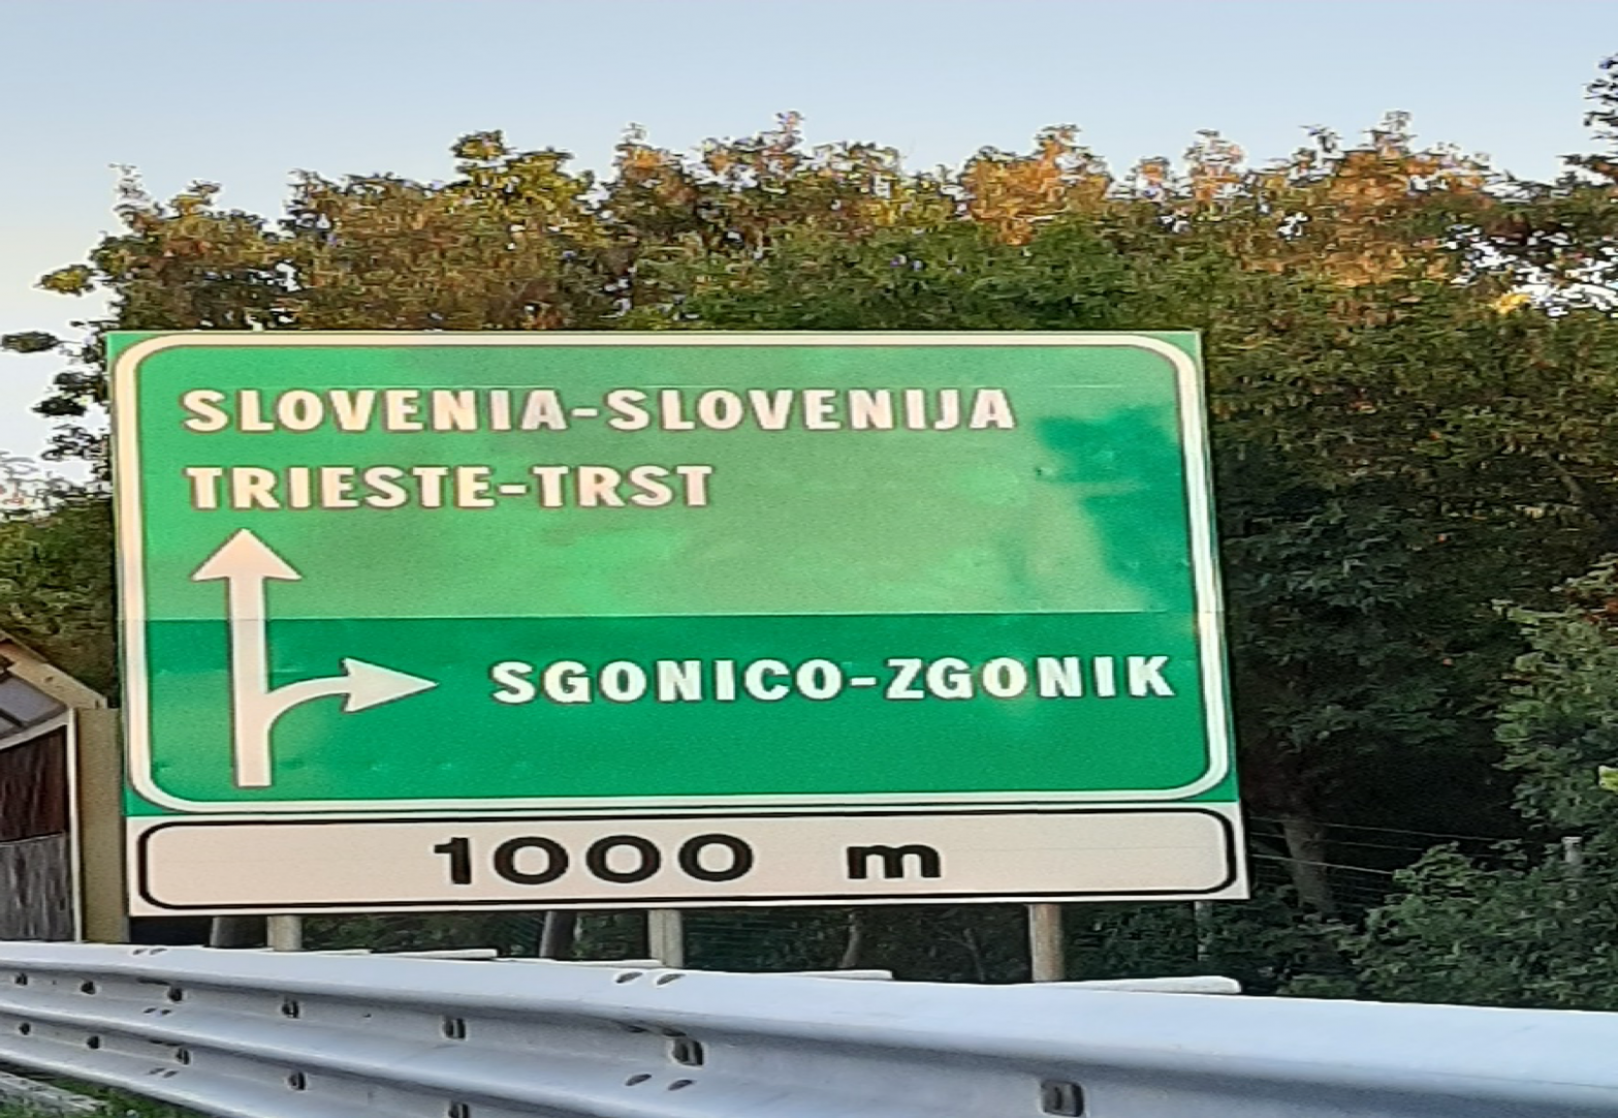 SLOVENIA-SLOVENIJA
TRIESTE-TRST
SGONICO-ZGONIK
1000 m